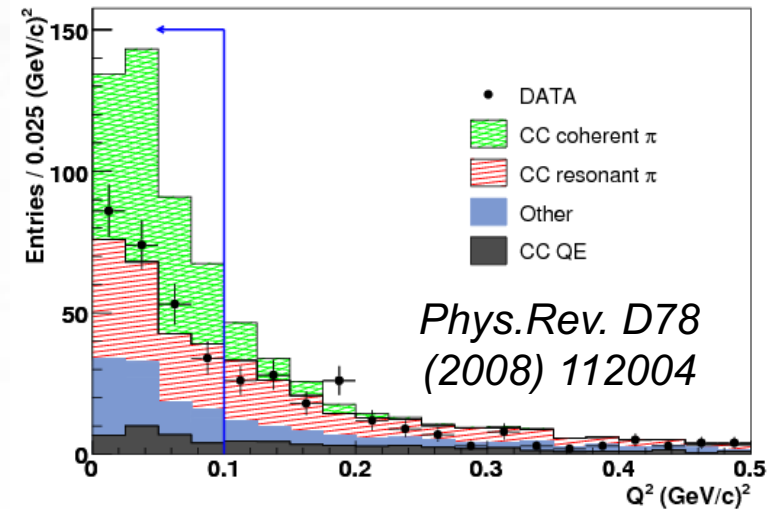 Entries / 0.025 (GeV/c)²
150
100
50
0
DATA
CC coherent π
CC resonant π
Other
CC QE
Phys.Rev. D78
(2008) 112004
0 0.1 0.2 0.3 0.4 0.5
Q² (GeV/c)²